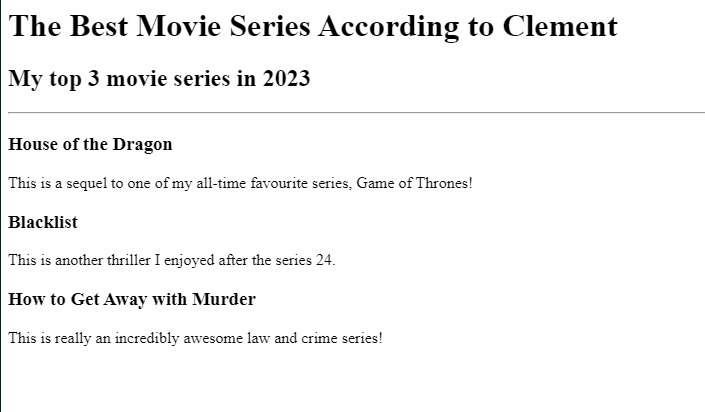 The Best Movie Series According to Clement
My top 3 movie series in 2023
House of the Dragon
This is a sequel to one of my all-time favourite series, Game of Thrones!
Blacklist
This is another thriller I enjoyed after the series 24.
How to Get Away with Murder
This is really an incredibly awesome law and crime series!